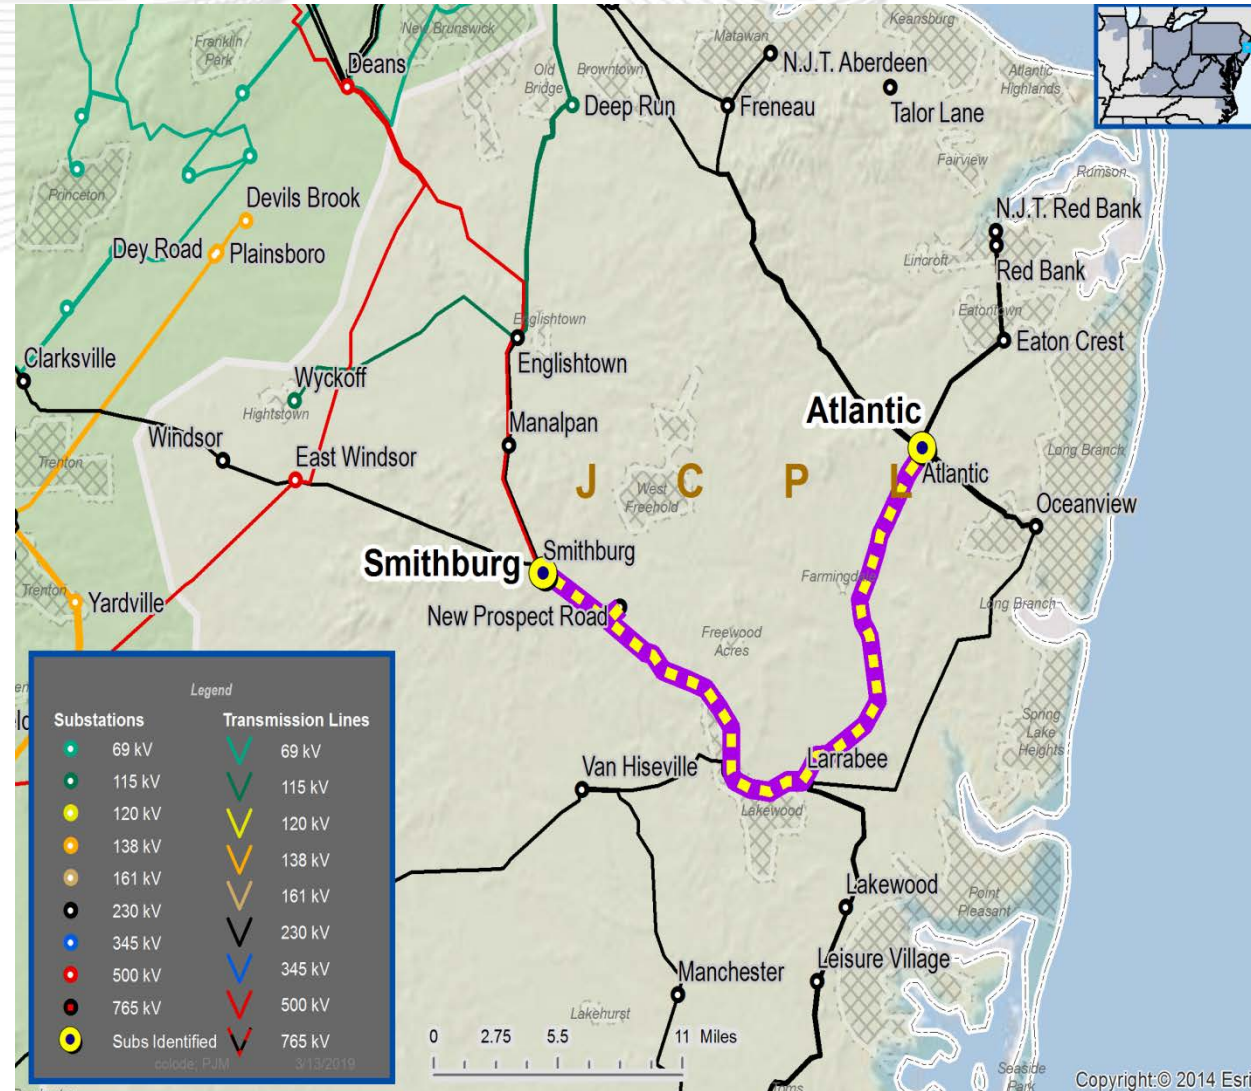 New Brunswick
Keansburg
Franklin
Park
Matawan
Deans
Old
Bridge
Browntown
N.J.T. Aberdeen
Atlantic
Highlands
Deep Run
Freneau
Talor Lane
Fairview
Rumson
Princeton
Devils Brook
N.J.T. Red Bank
Dey Road
Plainsboro
Lincroft
Red Bank
Eatontown
Englishtown
Englishtown
Eaton Crest
Clarksville
Wyckoff
Hightstown
Atlantic
Manalpan
Windsor
Trenton
East Windsor
Long Branch
J C P L
Atlantic
West
Freehold
Oceanview
Smithburg
Smithburg
Farmingdale
Trenton
Yardville
New Prospect Road
Long Branch
Freewood
Acres
Spring
Lake
Heights
Larrabee
Van Hiseville
Lakewood
Lakewood
Point
Pleasant
Leisure Village
Manchester
Lakehurst
Seaside
Park
Legend
Substations Transmission Lines
69 kV 69 kV
115 kV 115 kV
120 kV 120 kV
138 kV 138 kV
161 kV 161 kV
230 kV 230 kV
345 kV 345 kV
500 kV 500 kV
765 kV 765 kV
Subs Identified
colode, PJM 3/13/2019
0 2.75 5.5 11 Miles
Copyright:© 2014 Esri